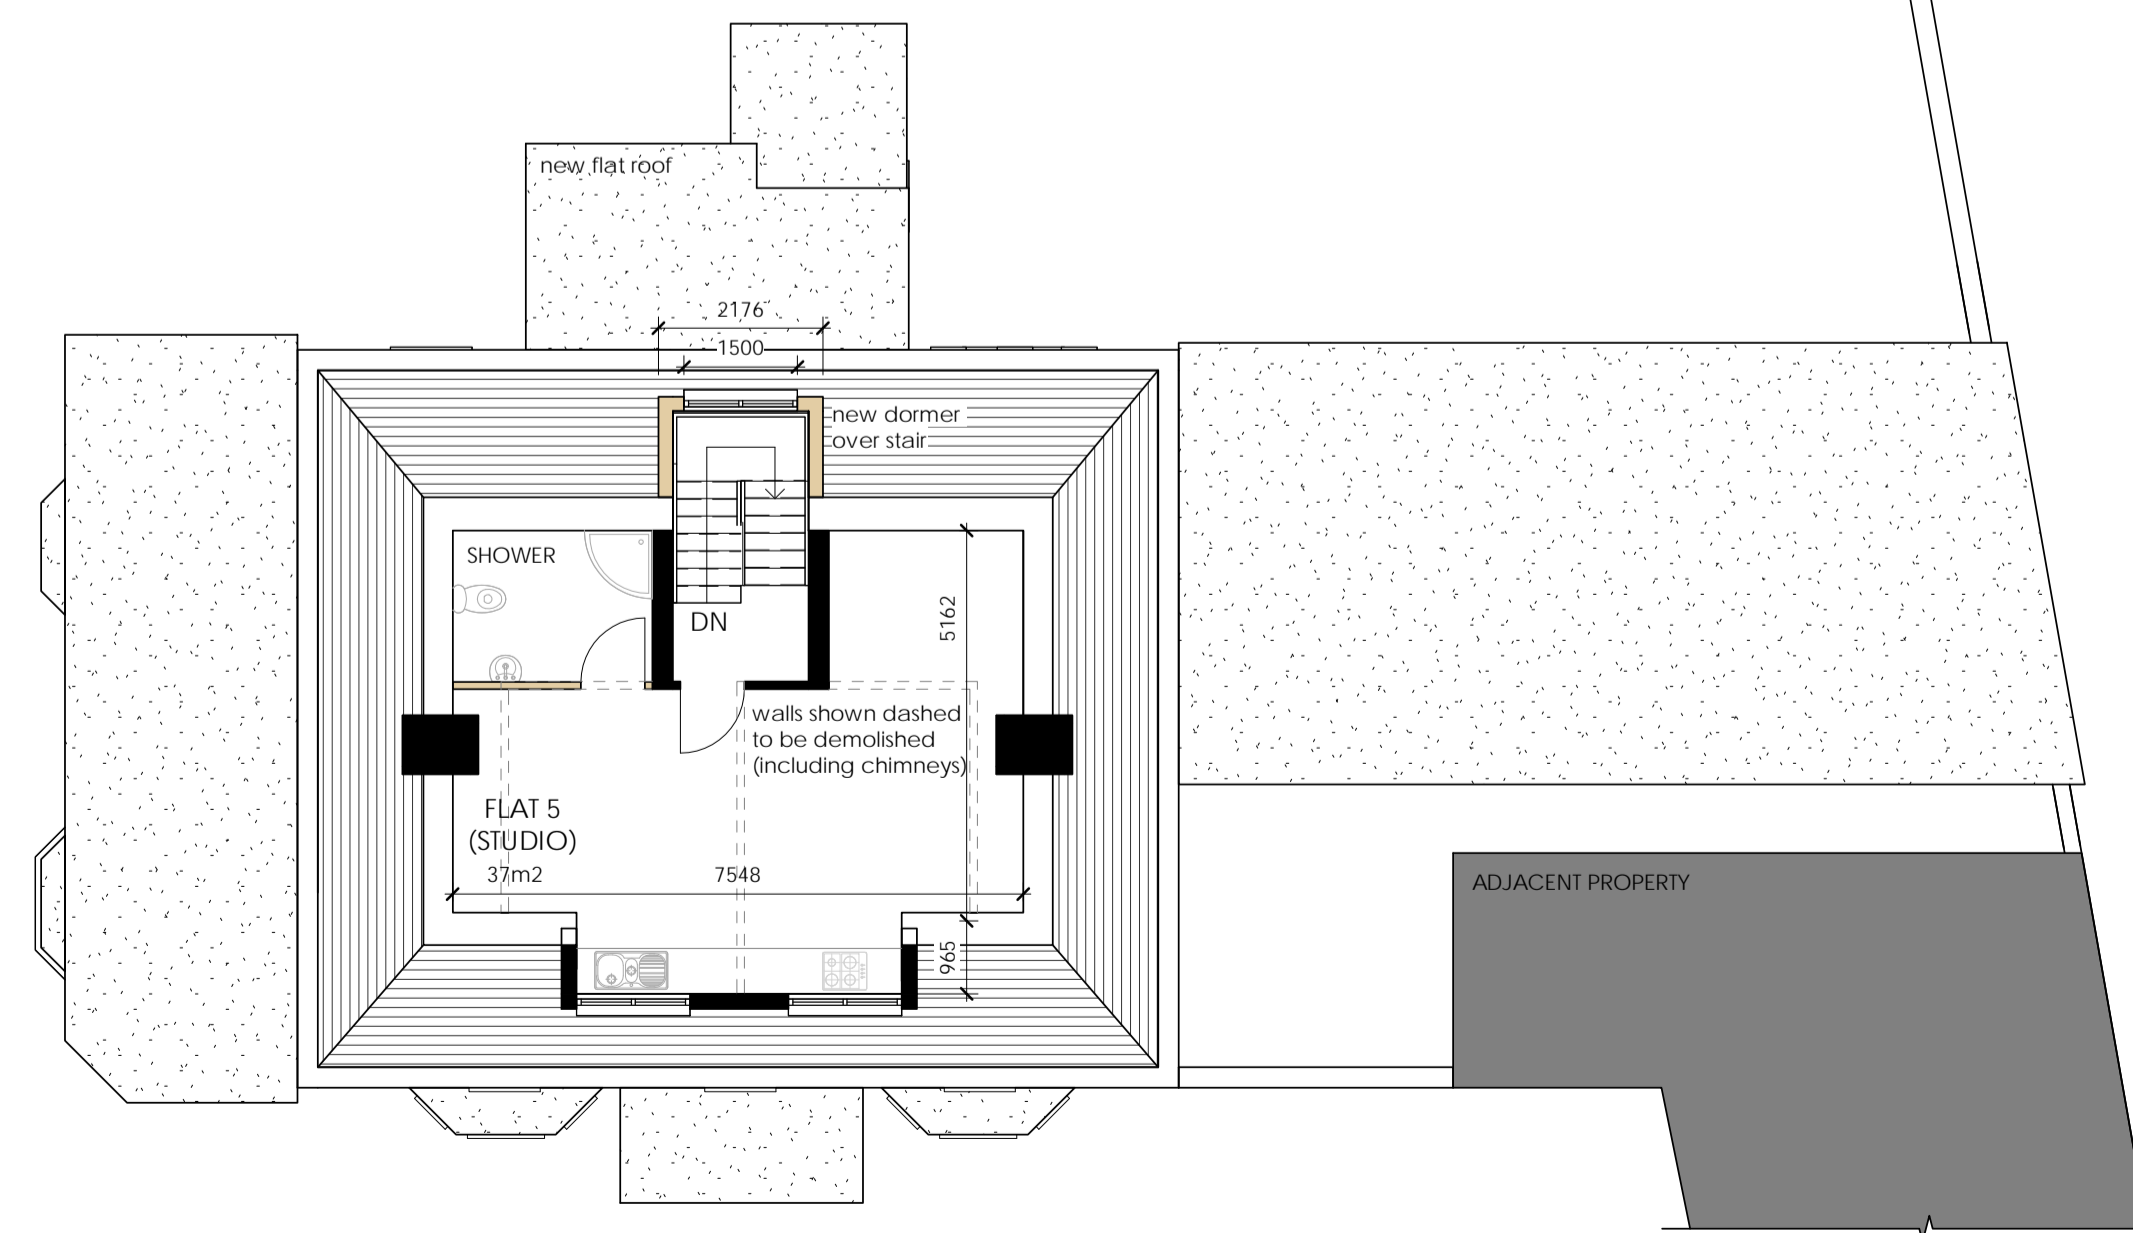 new flat roof
2176
1500
new dormer
over stair
SHOWER
DN
5162
walls shown dashed
to be demolished
(including chimneys)
FLAT 5
(STUDIO)
37m2
7548
965
ADJACENT PROPERTY